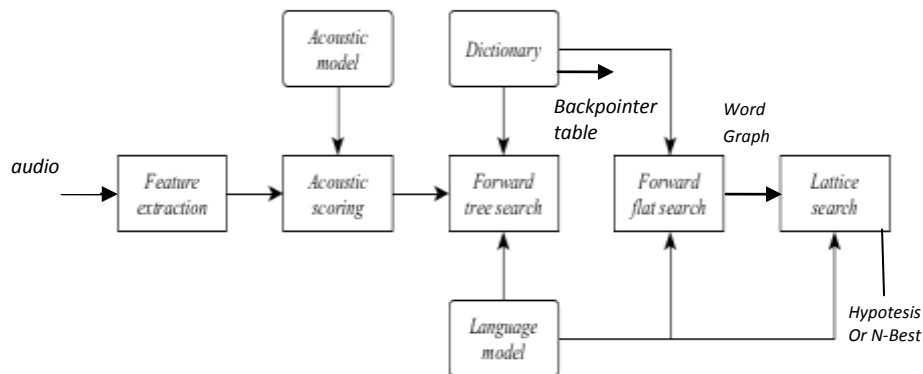 Acoustic
model
Dictionary
Backpointer
table
Word
Graph
audio
Feature
extraction
Acoustic
scoring
Forward
tree search
Forward
flat search
Lattice
search
Language
model
Hypotesis
Or N-Best